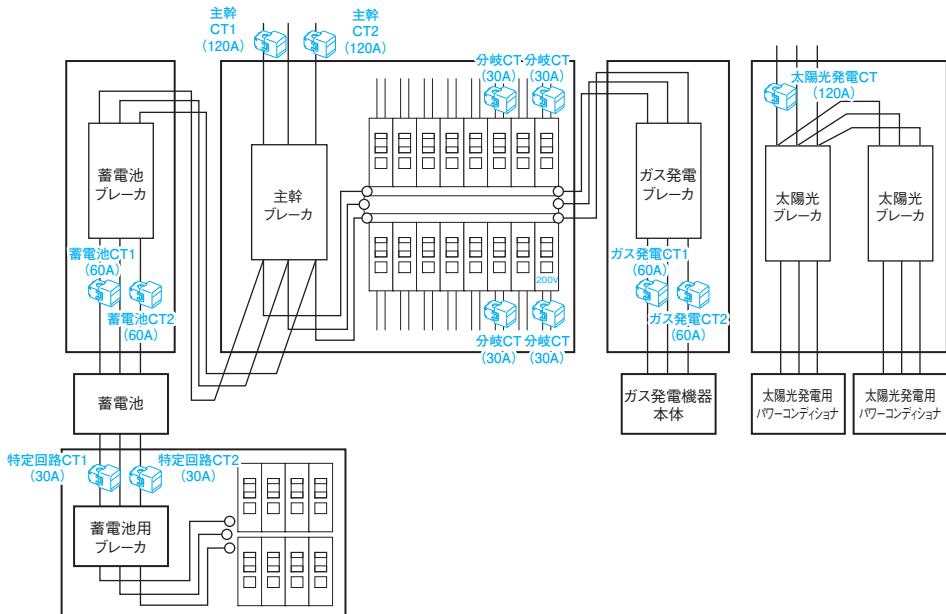 主幹
CT1
（120A）
主幹
CT2
（120A）
分岐CT
（30A）
分岐CT
（30A）
太陽光発電CT
（120A）
蓄電池
ブレーカ
主幹
ブレーカ
ガス発電
ブレーカ
太陽光
ブレーカ
太陽光
ブレーカ
蓄電池CT1
（60A）
蓄電池CT2
（60A）
200V
ガス発電CT1
（60A）
ガス発電CT2
（60A）
分岐CT
（30A）
分岐CT
（30A）
蓄電池
ガス発電機器
本体
太陽光発電用
パワーコンディショナ
太陽光発電用
パワーコンディショナ
特定回路CT1
（30A）
特定回路CT2
（30A）
蓄電池用
ブレーカ